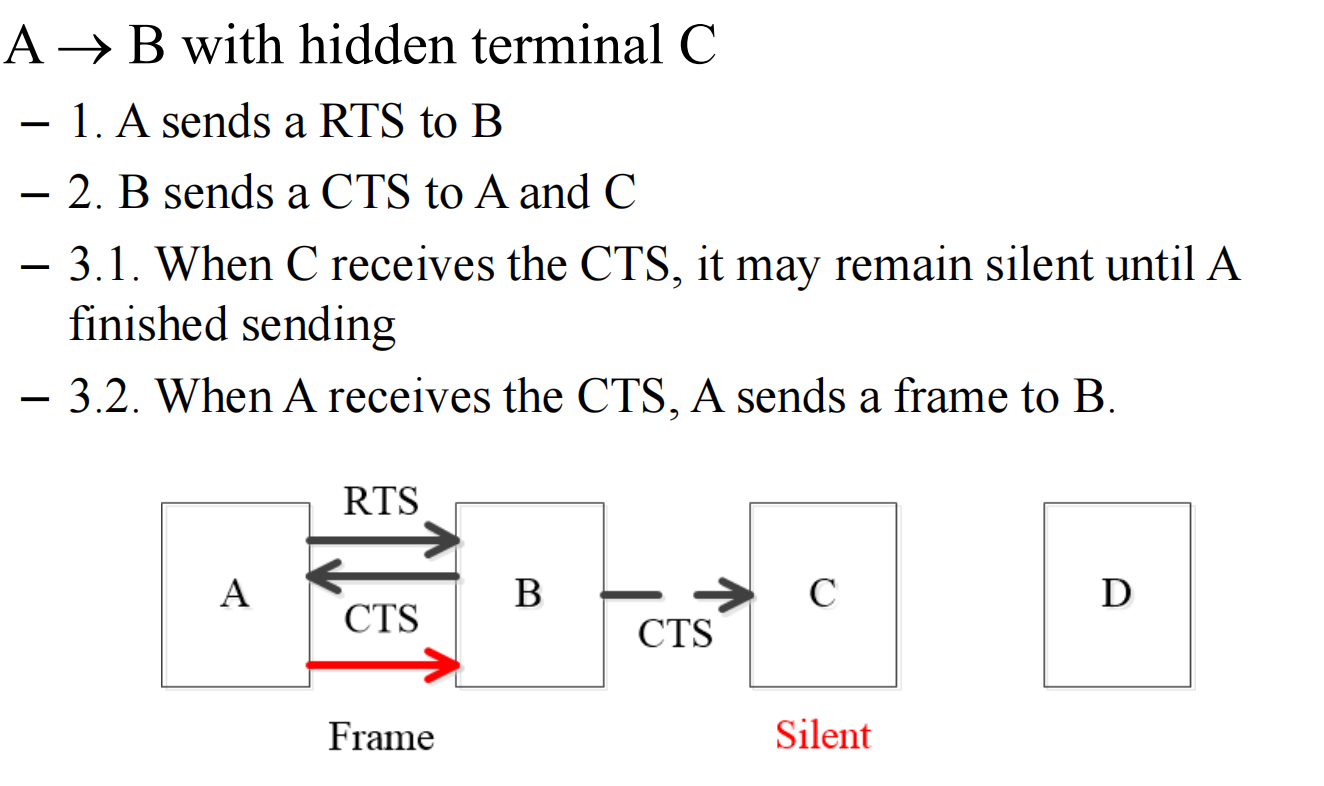 A → B with hidden terminal C
– 1. A sends a RTS to B
– 2. B sends a CTS to A and C
– 3.1. When C receives the CTS, it may remain silent until A
finished sending
– 3.2. When A receives the CTS, A sends a frame to B.
RTS
A
B
C
D
CTS
CTS
Frame
Silent